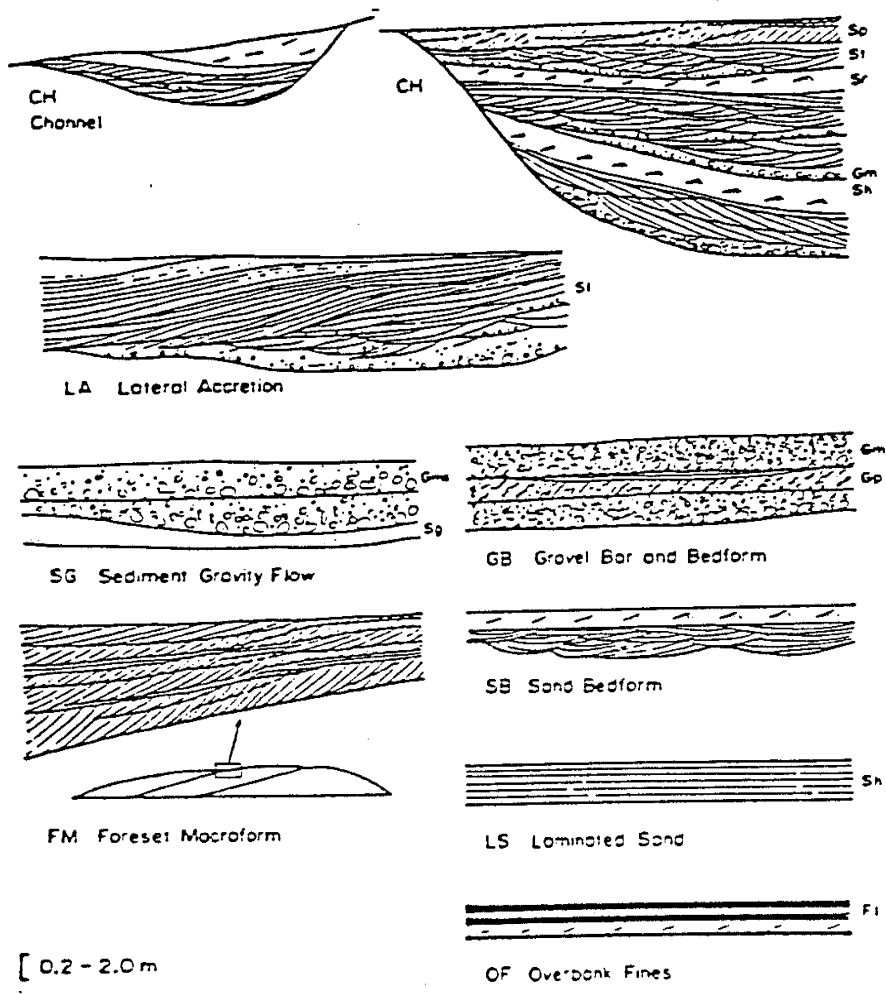 CH
Channel
CH
Sp
St
Sr
Gm
Sh
Sl
LA Lateral Accretion
Gms
Sg
SG Sediment Gravity Flow
Gm
Gp
GB Gravel Bar and Bedform
SB Sand Bedform
FM Foreset Macroform
Sh
LS Laminated Sand
Fl
OF Overbank Fines
[ 0.2 - 2.0 m